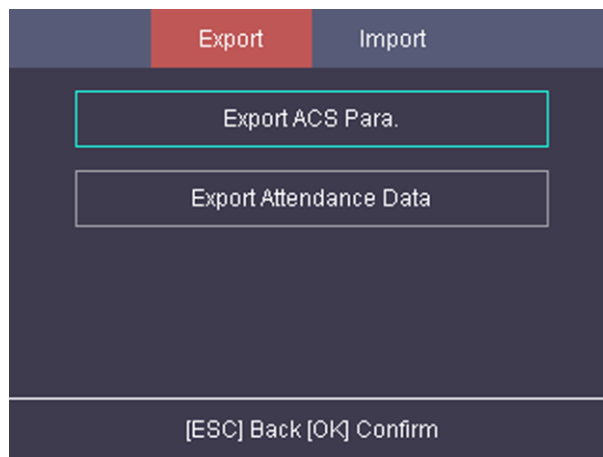 Export Import
Export ACS Para.
Export Attendance Data
[ESC] Back [OK] Confirm